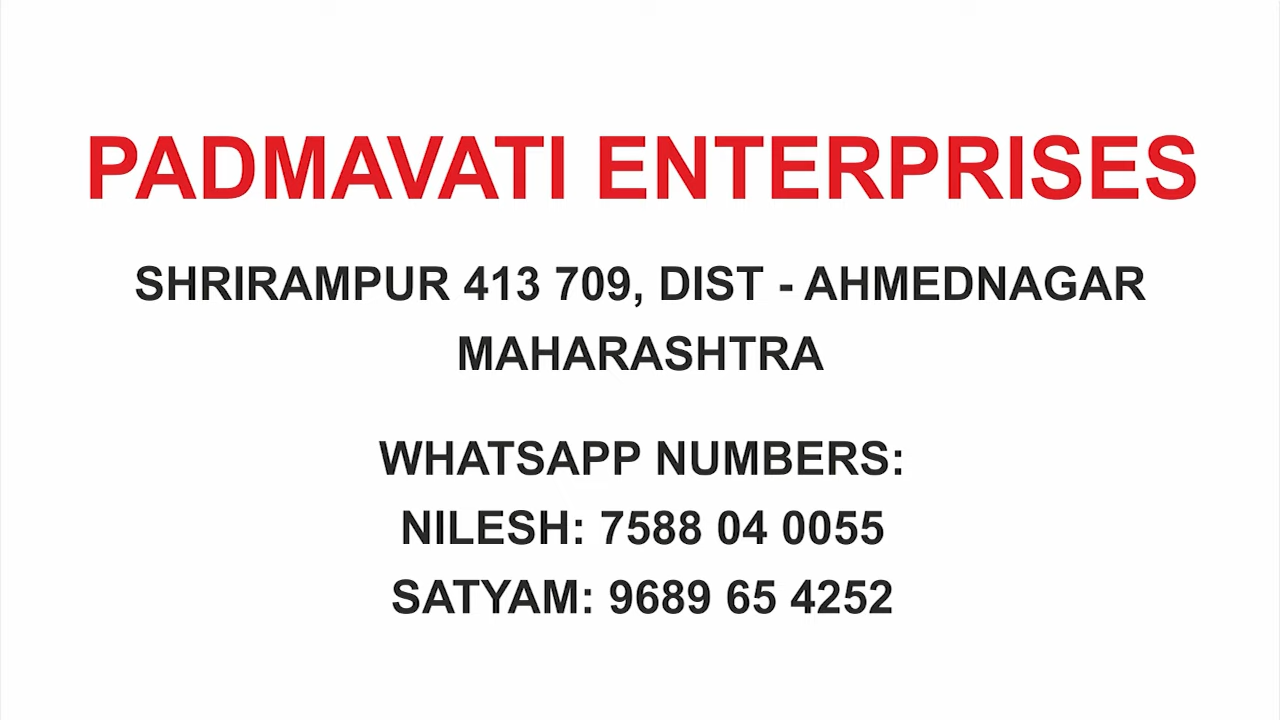 PADMAVATI ENTERPRISES
SHRIRAMPUR 413 709, DIST - AHMEDNAGAR
MAHARASHTRA
WHATSAPP NUMBERS:
NILESH: 7588 04 0055
SATYAM: 9689 65 4252